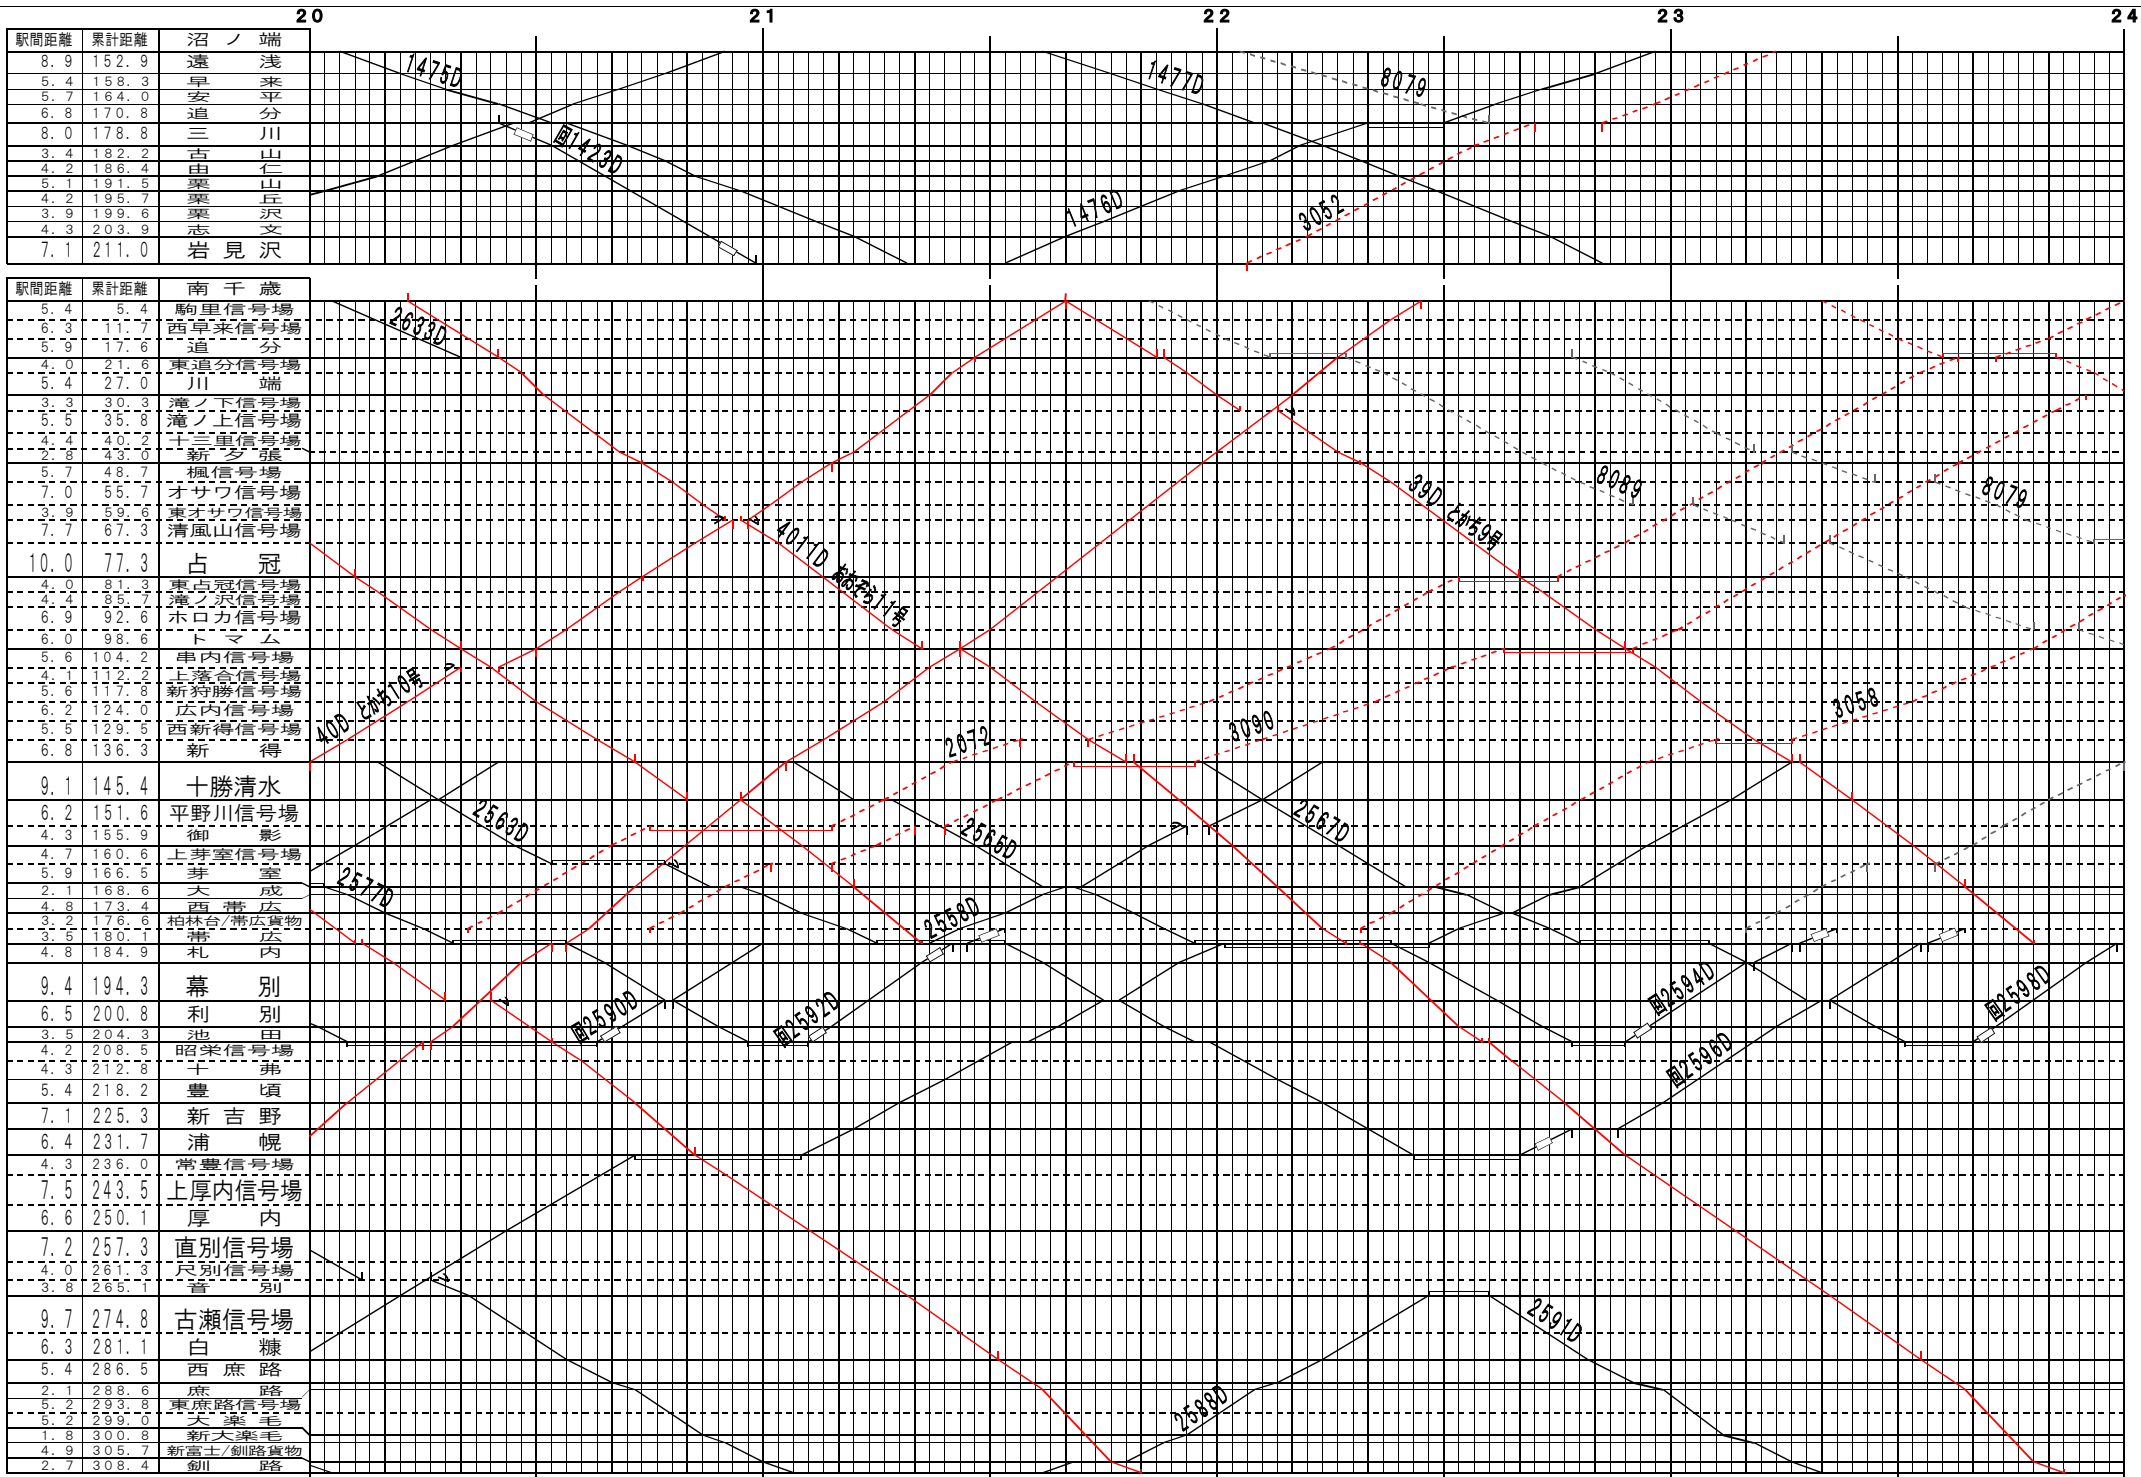 20 21 22 23 24
駅間距離 累計距離 沼ノ端
8.9 152.9 遠浅
5.4 158.3 早来
5.7 164.0 安平
6.8 170.8 追分
8.0 178.8 三川
3.4 182.2 古山
4.2 186.4 由仁
5.1 191.5 栗山
4.2 195.7 栗丘
3.9 199.6 栗沢
4.3 203.9 志文
7.1 211.0 岩見沢
1475D
回1423D
1477D
8079
1476D
3052
駅間距離 累計距離 南千歳
5.4 5.4 駒里信号場
6.3 11.7 西早来信号場
5.9 17.6 追分
4.0 21.6 東追分信号場
5.4 27.0 川端
3.3 30.3 滝ノ下信号場
5.5 35.8 滝ノ上信号場
4.4 40.2 十三里信号場
2.8 43.0 新夕張
5.7 48.7 楓信号場
7.0 55.7 オサワ信号場
3.9 59.6 東オサワ信号場
7.7 67.3 清風山信号場
10.0 77.3 占冠
4.0 81.3 東占冠信号場
4.4 85.7 滝ノ沢信号場
6.9 92.6 ホロカ信号場
6.0 98.6 トマム
5.6 104.2 串内信号場
4.1 112.2 上落合信号場
5.6 117.8 新狩勝信号場
6.2 124.0 広内信号場
5.5 129.5 西新得信号場
6.8 136.3 新得
9.1 145.4 十勝清水
6.2 151.6 平野川信号場
4.3 155.9 御影
4.7 160.6 上芽室信号場
5.9 166.5 芽室
2.1 168.6 大成
4.8 173.4 西帯広
3.2 176.6 柏林台/帯広貨物
3.5 180.1 帯広
4.8 184.9 札内
9.4 194.3 幕別
6.5 200.8 利別
3.5 204.3 池田
4.2 208.5 昭栄信号場
4.3 212.8 十弗
5.4 218.2 豊頃
7.1 225.3 新吉野
6.4 231.7 浦幌
4.3 236.0 常豊信号場
7.5 243.5 上厚内信号場
6.6 250.1 厚内
7.2 257.3 直別信号場
4.0 261.3 尺別信号場
3.8 265.1 音別
9.7 274.8 古瀬信号場
6.3 281.1 白糠
5.4 286.5 西庶路
2.1 288.6 庶路
5.2 293.8 東庶路信号場
5.2 299.0 大楽毛
1.8 300.8 新大楽毛
4.9 305.7 新富士/釧路貨物
2.7 308.4 釧路
2633D
4011D おおぞら11号
39D とかち9号
8089
8079
40D とかち10号
2072
3090
3058
2563D
2565D
2567D
2577D
2558D
回2590D
回2592D
回2594D
回2596D
回2598D
2591D
2588D